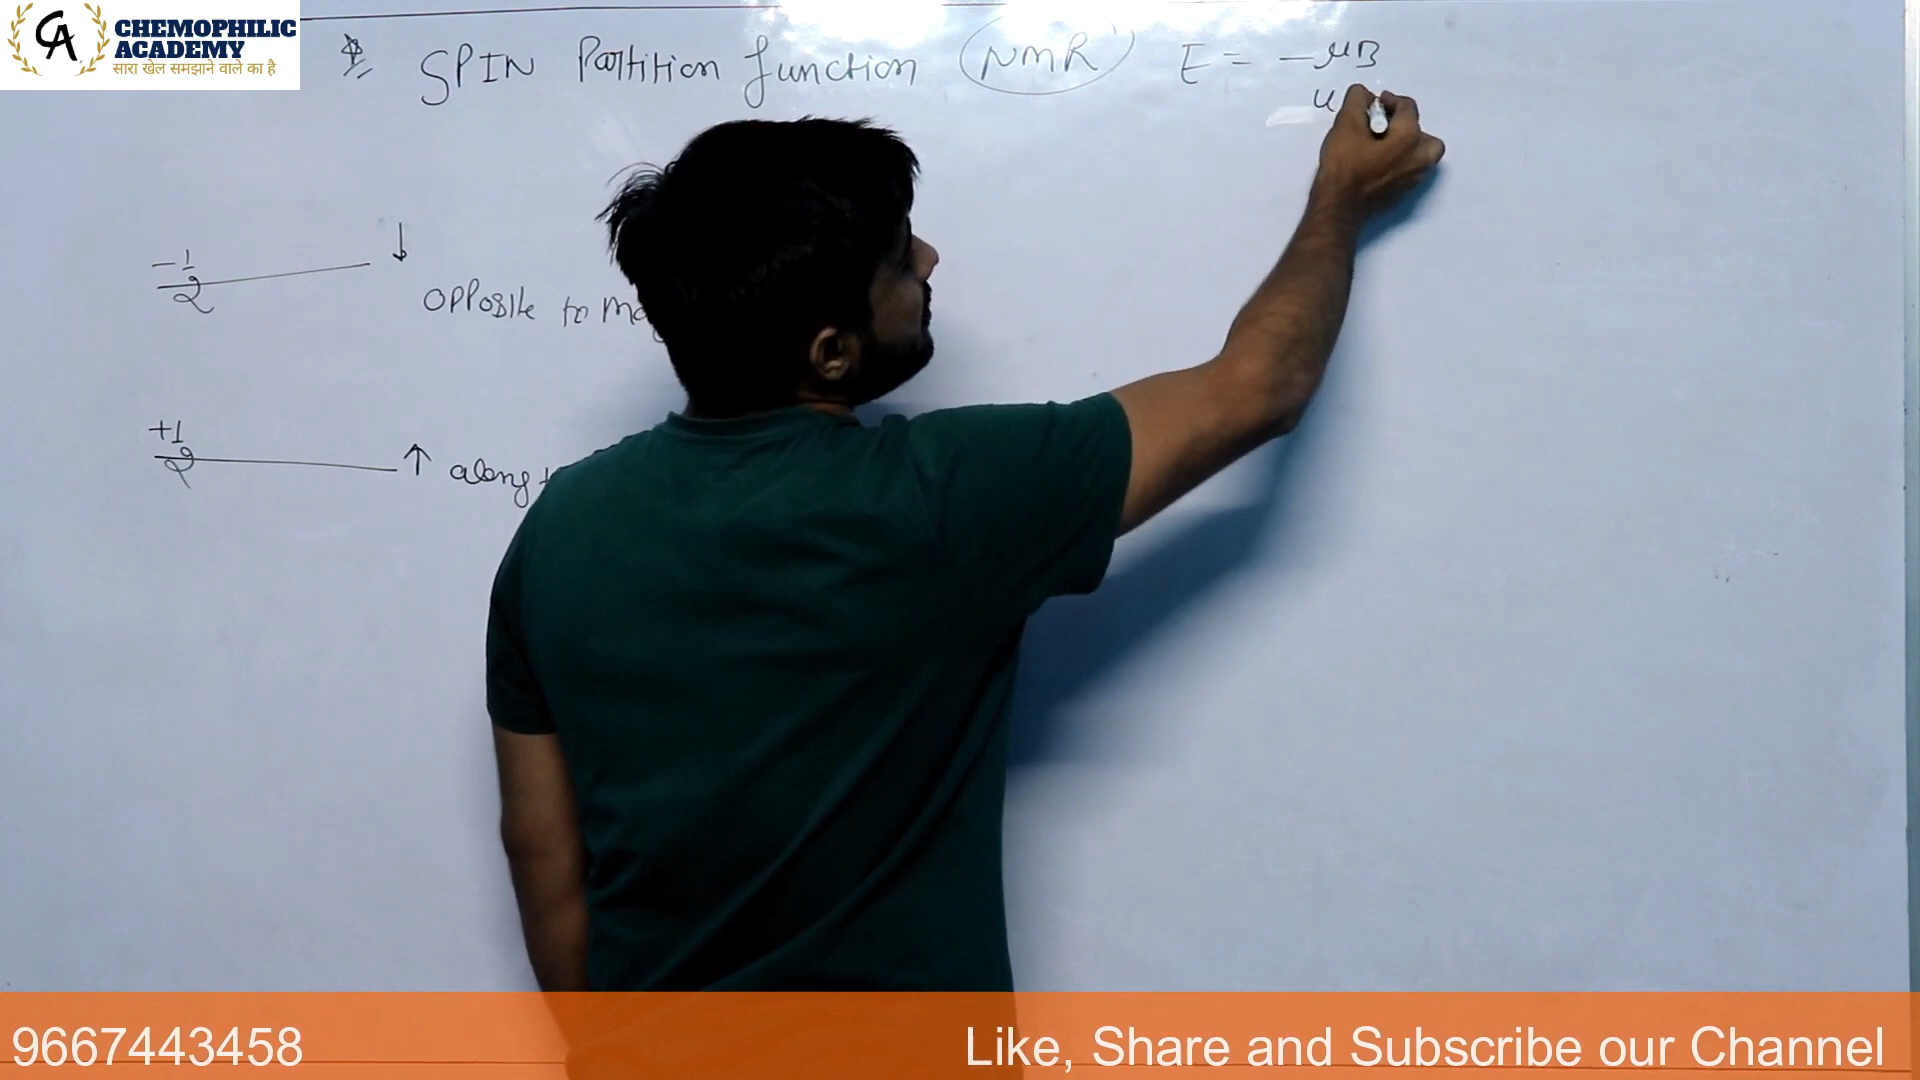 CA
CHEMOPHILIC
ACADEMY
सारा खेल समझाने वाले का है
SPIN Partition function (NMR) E = -μB
-1/2 ↓
opposite to
+1/2 ↑ along
9667443458
Like, Share and Subscribe our Channel